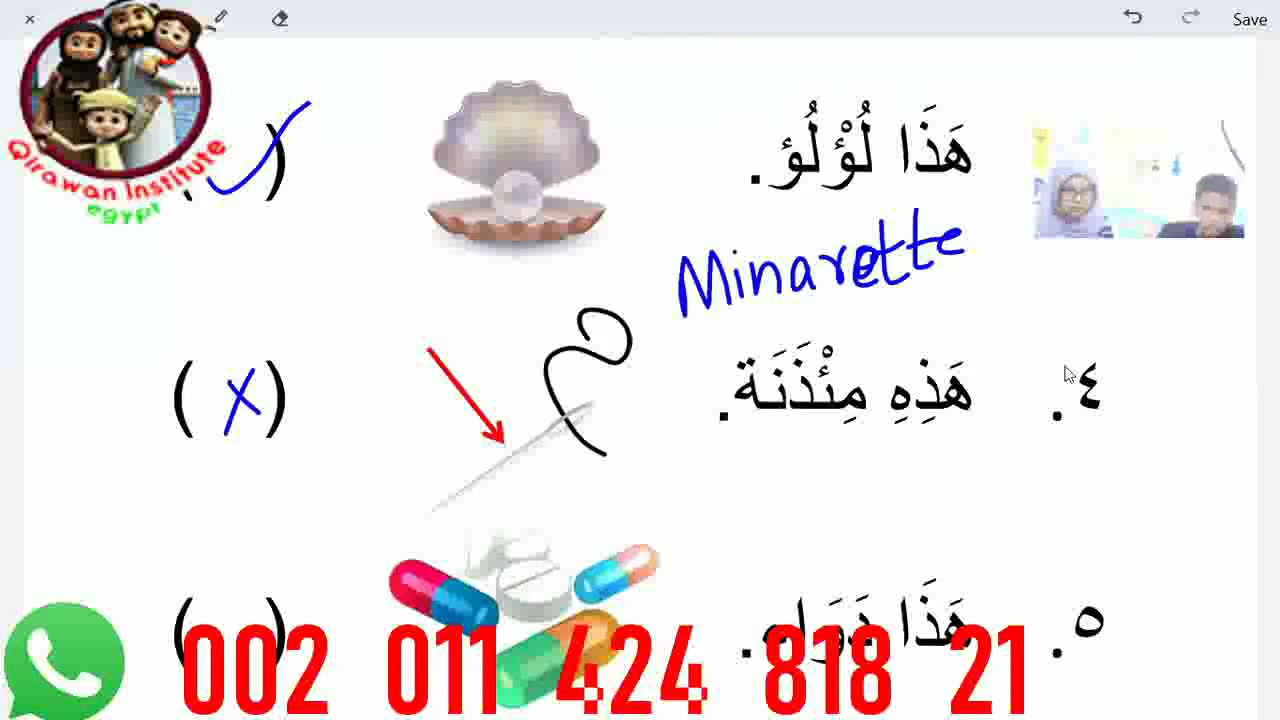 Save
Qirawan Institute
egypt
هَذَا لُؤْلُؤ. ( ✓ )
Minarette
٤. هَذِهِ مِئْذَنَة. ( X )
٥. هَذَا دَوَاء. ( )
002 011 424 818 21